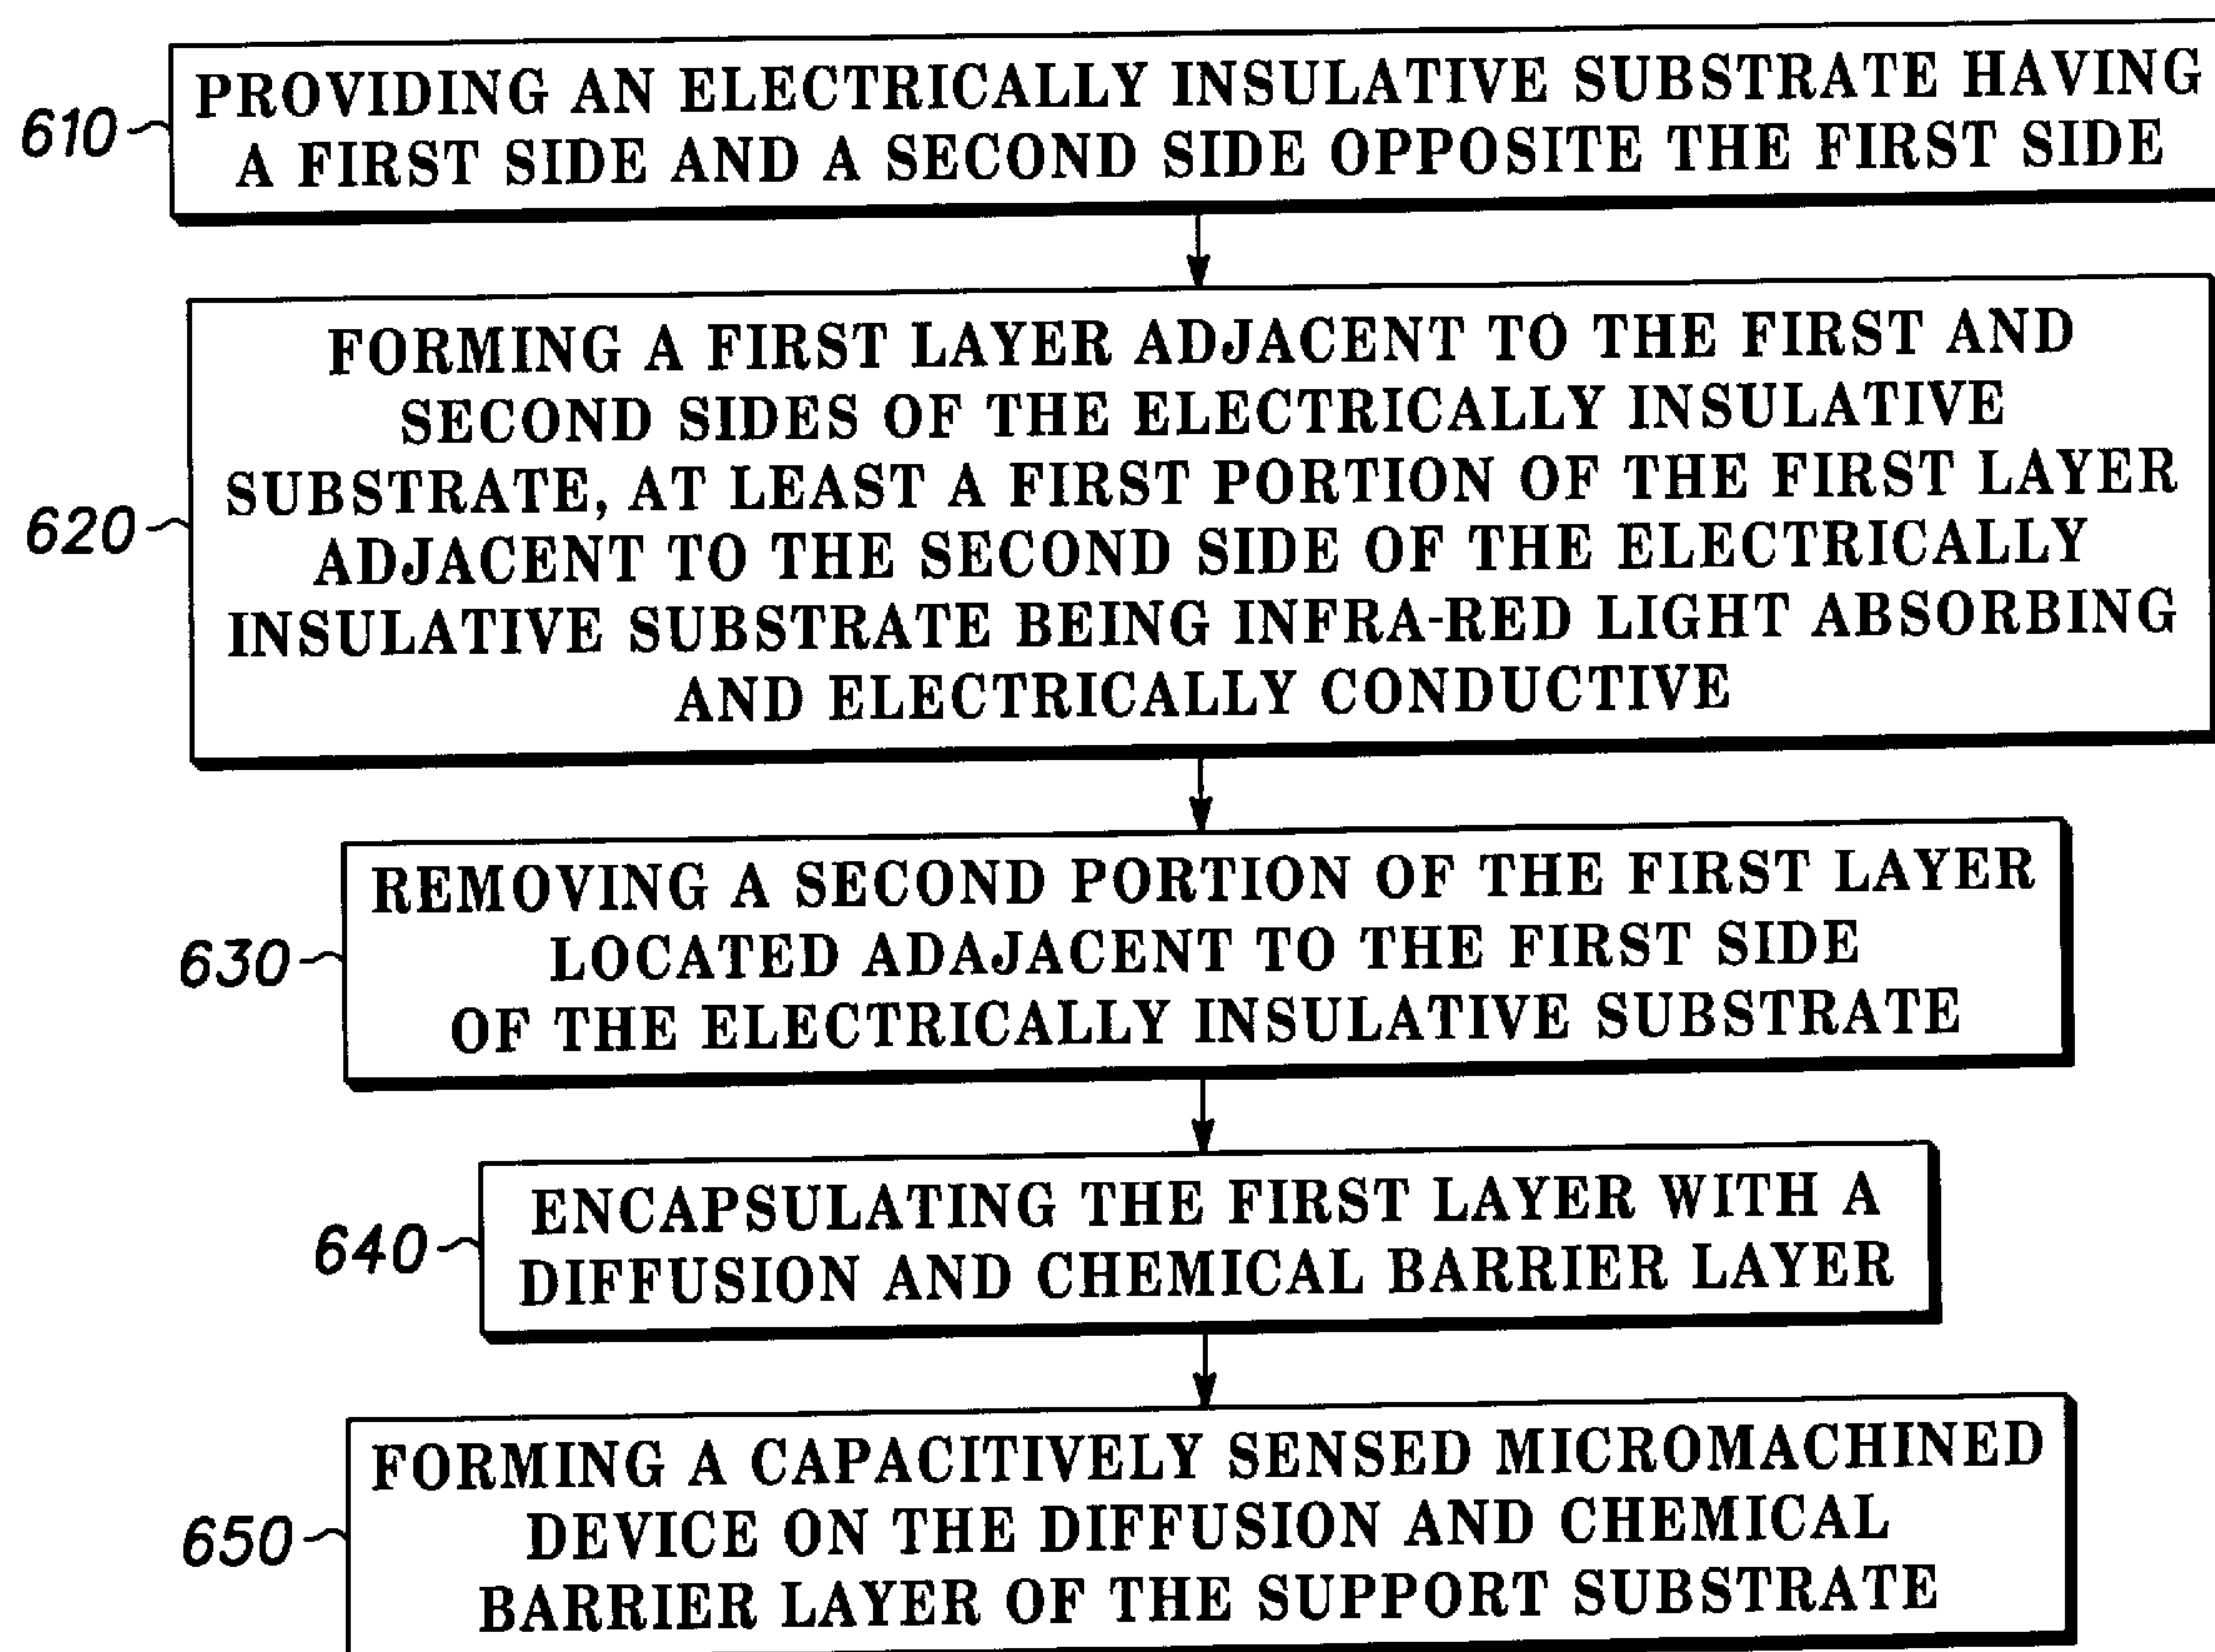 610
PROVIDING AN ELECTRICALLY INSULATIVE SUBSTRATE HAVING
A FIRST SIDE AND A SECOND SIDE OPPOSITE THE FIRST SIDE
620
FORMING A FIRST LAYER ADJACENT TO THE FIRST AND
SECOND SIDES OF THE ELECTRICALLY INSULATIVE
SUBSTRATE, AT LEAST A FIRST PORTION OF THE FIRST LAYER
ADJACENT TO THE SECOND SIDE OF THE ELECTRICALLY
INSULATIVE SUBSTRATE BEING INFRA-RED LIGHT ABSORBING
AND ELECTRICALLY CONDUCTIVE
630
REMOVING A SECOND PORTION OF THE FIRST LAYER
LOCATED ADAJACENT TO THE FIRST SIDE
OF THE ELECTRICALLY INSULATIVE SUBSTRATE
640
ENCAPSULATING THE FIRST LAYER WITH A
DIFFUSION AND CHEMICAL BARRIER LAYER
650
FORMING A CAPACITIVELY SENSED MICROMACHINED
DEVICE ON THE DIFFUSION AND CHEMICAL
BARRIER LAYER OF THE SUPPORT SUBSTRATE